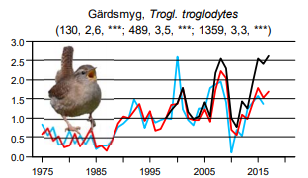 Gärdsmyg, Trogl. troglodytes
(130, 2,6, ***; 489, 3,5, ***; 1359, 3,3, ***)
3.0
2.5
2.0
1.5
1.0
0.5
0.0
1975 1985 1995 2005 2015